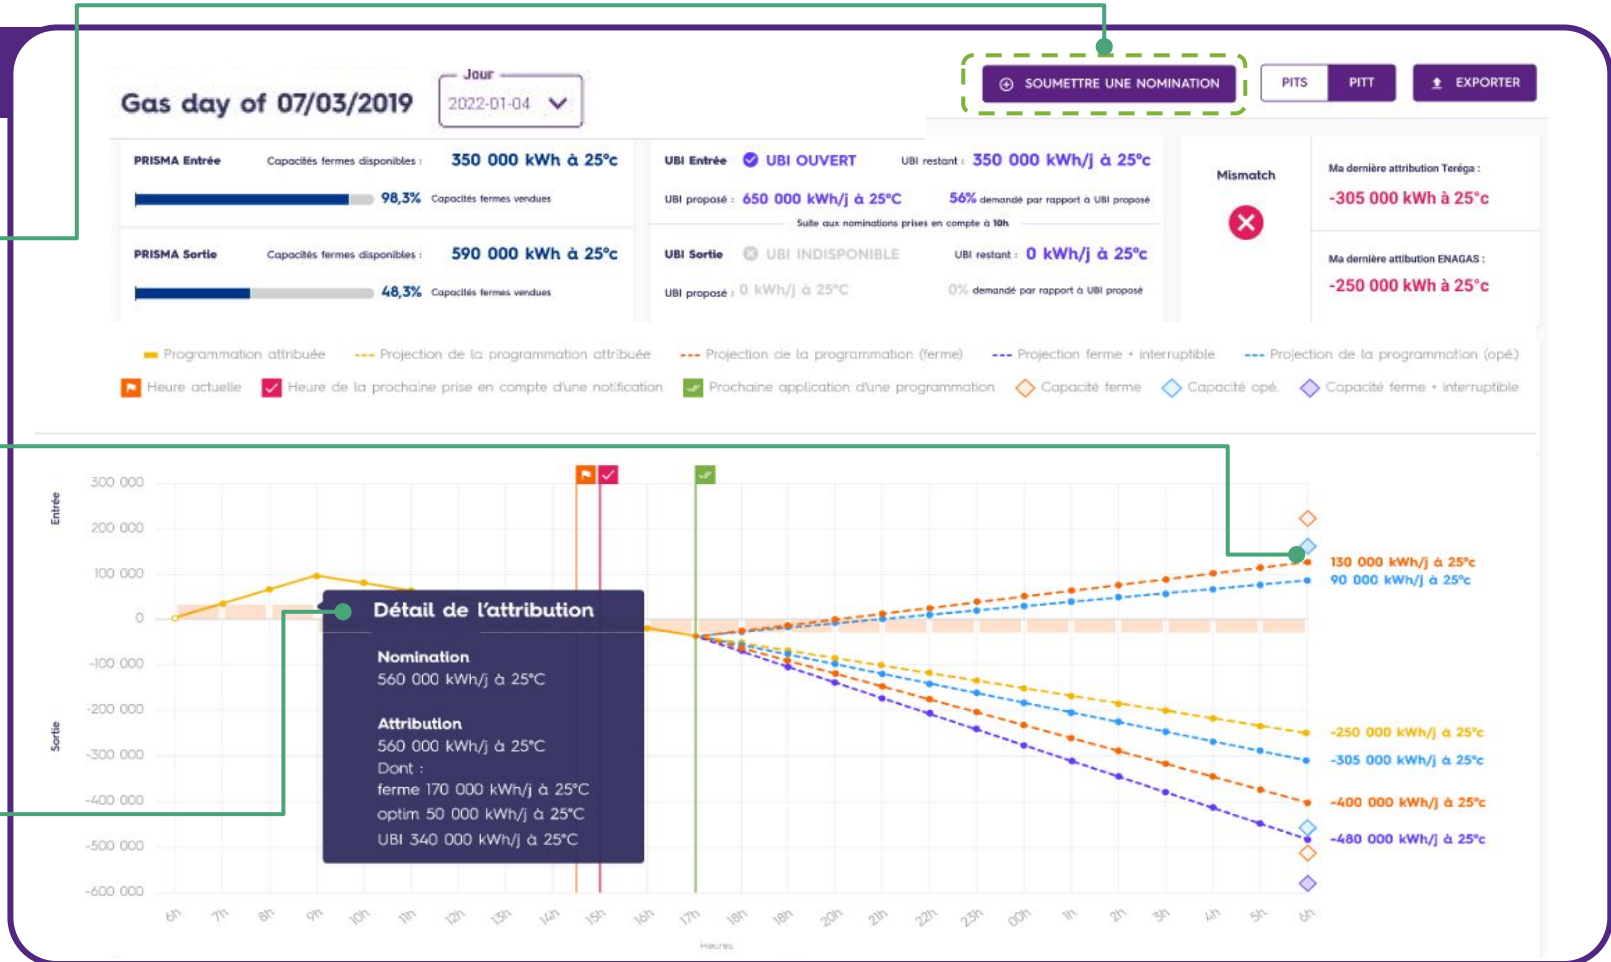 Jour
Gas day of 07/03/2019
2022-01-04
SOUMETTRE UNE NOMINATION
PITS
PITT
EXPORTER
PRISMA Entrée
Capacités fermes disponibles :
350 000 kWh à 25°c
98,3%
Capacités fermes vendues
PRISMA Sortie
Capacités fermes disponibles :
590 000 kWh à 25°c
48,3%
Capacités fermes vendues
UBI Entrée
UBI OUVERT
UBI restant : 350 000 kWh/j à 25°c
UBI proposé : 650 000 kWh/j à 25°C
56% demandé par rapport à UBI proposé
Suite aux nominations prises en compte à 10h
UBI Sortie
UBI INDISPONIBLE
UBI restant : 0 kWh/j à 25°c
UBI proposé : 0 kWh/j à 25°C
0% demandé par rapport à UBI proposé
Mismatch
Ma dernière attribution Teréga :
-305 000 kWh à 25°c
Ma dernière attibution ENAGAS :
-250 000 kWh à 25°c
Programmation attribuée
Projection de la programmation attribuée
Projection de la programmation (ferme)
Projection ferme + interruptible
Projection de la programmation (opé.)
Heure actuelle
Heure de la prochaine prise en compte d'une notification
Prochaine application d'une programmation
Capacité ferme
Capacité opé.
Capacité ferme + interruptible
Entrée
Sortie
300 000
200 000
100 000
0
-100 000
-200 000
-300 000
-400 000
-500 000
-600 000
Détail de l'attribution
Nomination
560 000 kWh/j à 25°C
Attribution
560 000 kWh/j à 25°C
Dont :
ferme 170 000 kWh/j à 25°C
optim 50 000 kWh/j à 25°C
UBI 340 000 kWh/j à 25°C
130 000 kWh/j à 25°c
90 000 kWh/j à 25°c
-250 000 kWh/j à 25°c
-305 000 kWh/j à 25°c
-400 000 kWh/j à 25°c
-480 000 kWh/j à 25°c
6h 7h 8h 9h 10h 11h 12h 13h 14h 15h 16h 17h 18h 18h 20h 21h 22h 23h 00h 1h 2h 3h 4h 5h 6h
Heures